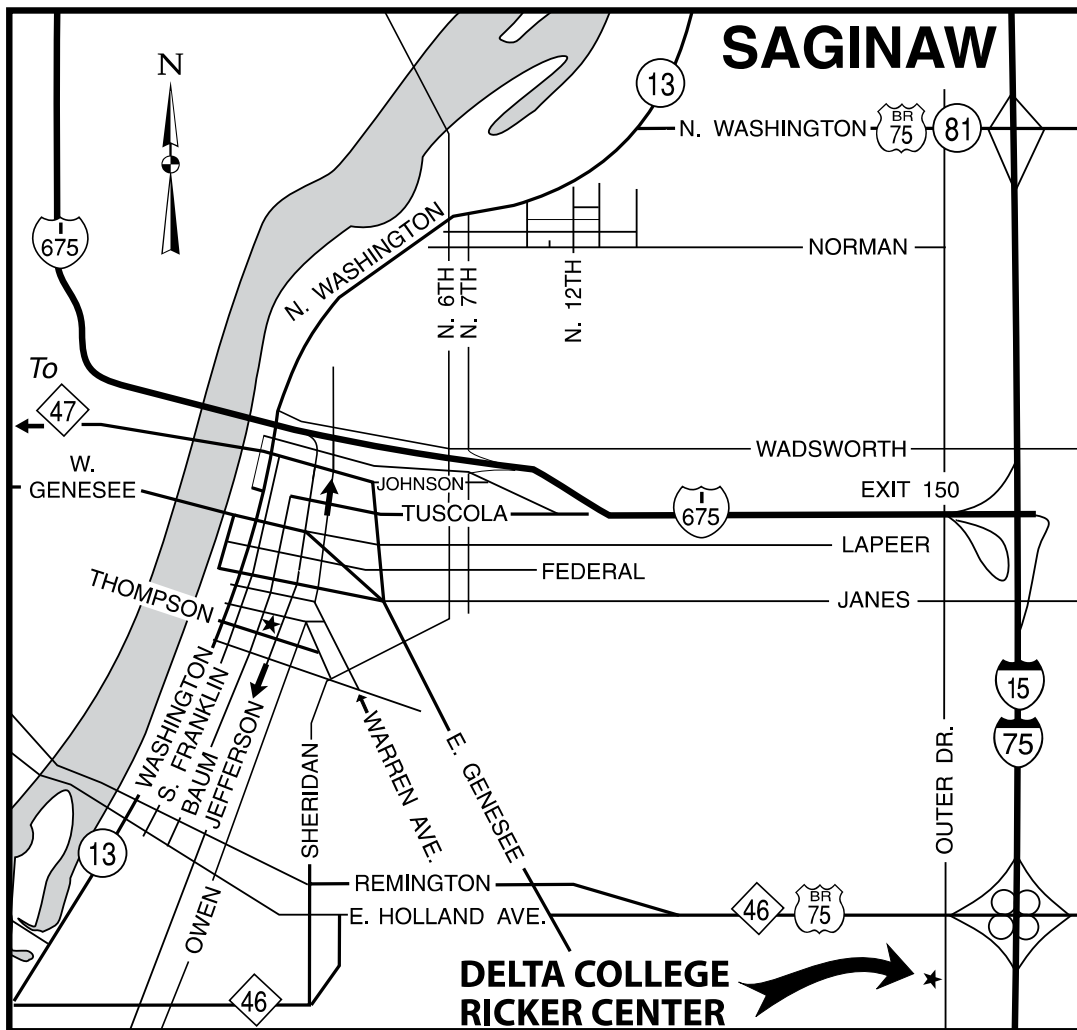 SAGINAW
N
13
N. WASHINGTON
BR
75
81
I
675
N. WASHINGTON
NORMAN
N. 6TH
N. 7TH
N. 12TH
To
47
WADSWORTH
W.
GENESEE
JOHNSON
EXIT 150
TUSCOLA
I
675
LAPEER
FEDERAL
THOMPSON
JANES
WASHINGTON
S. FRANKLIN
BAUM
JEFFERSON
SHERIDAN
WARREN AVE.
E. GENESEE
15
75
OUTER DR.
13
OWEN
REMINGTON
E. HOLLAND AVE.
46
BR
75
46
DELTA COLLEGE
RICKER CENTER